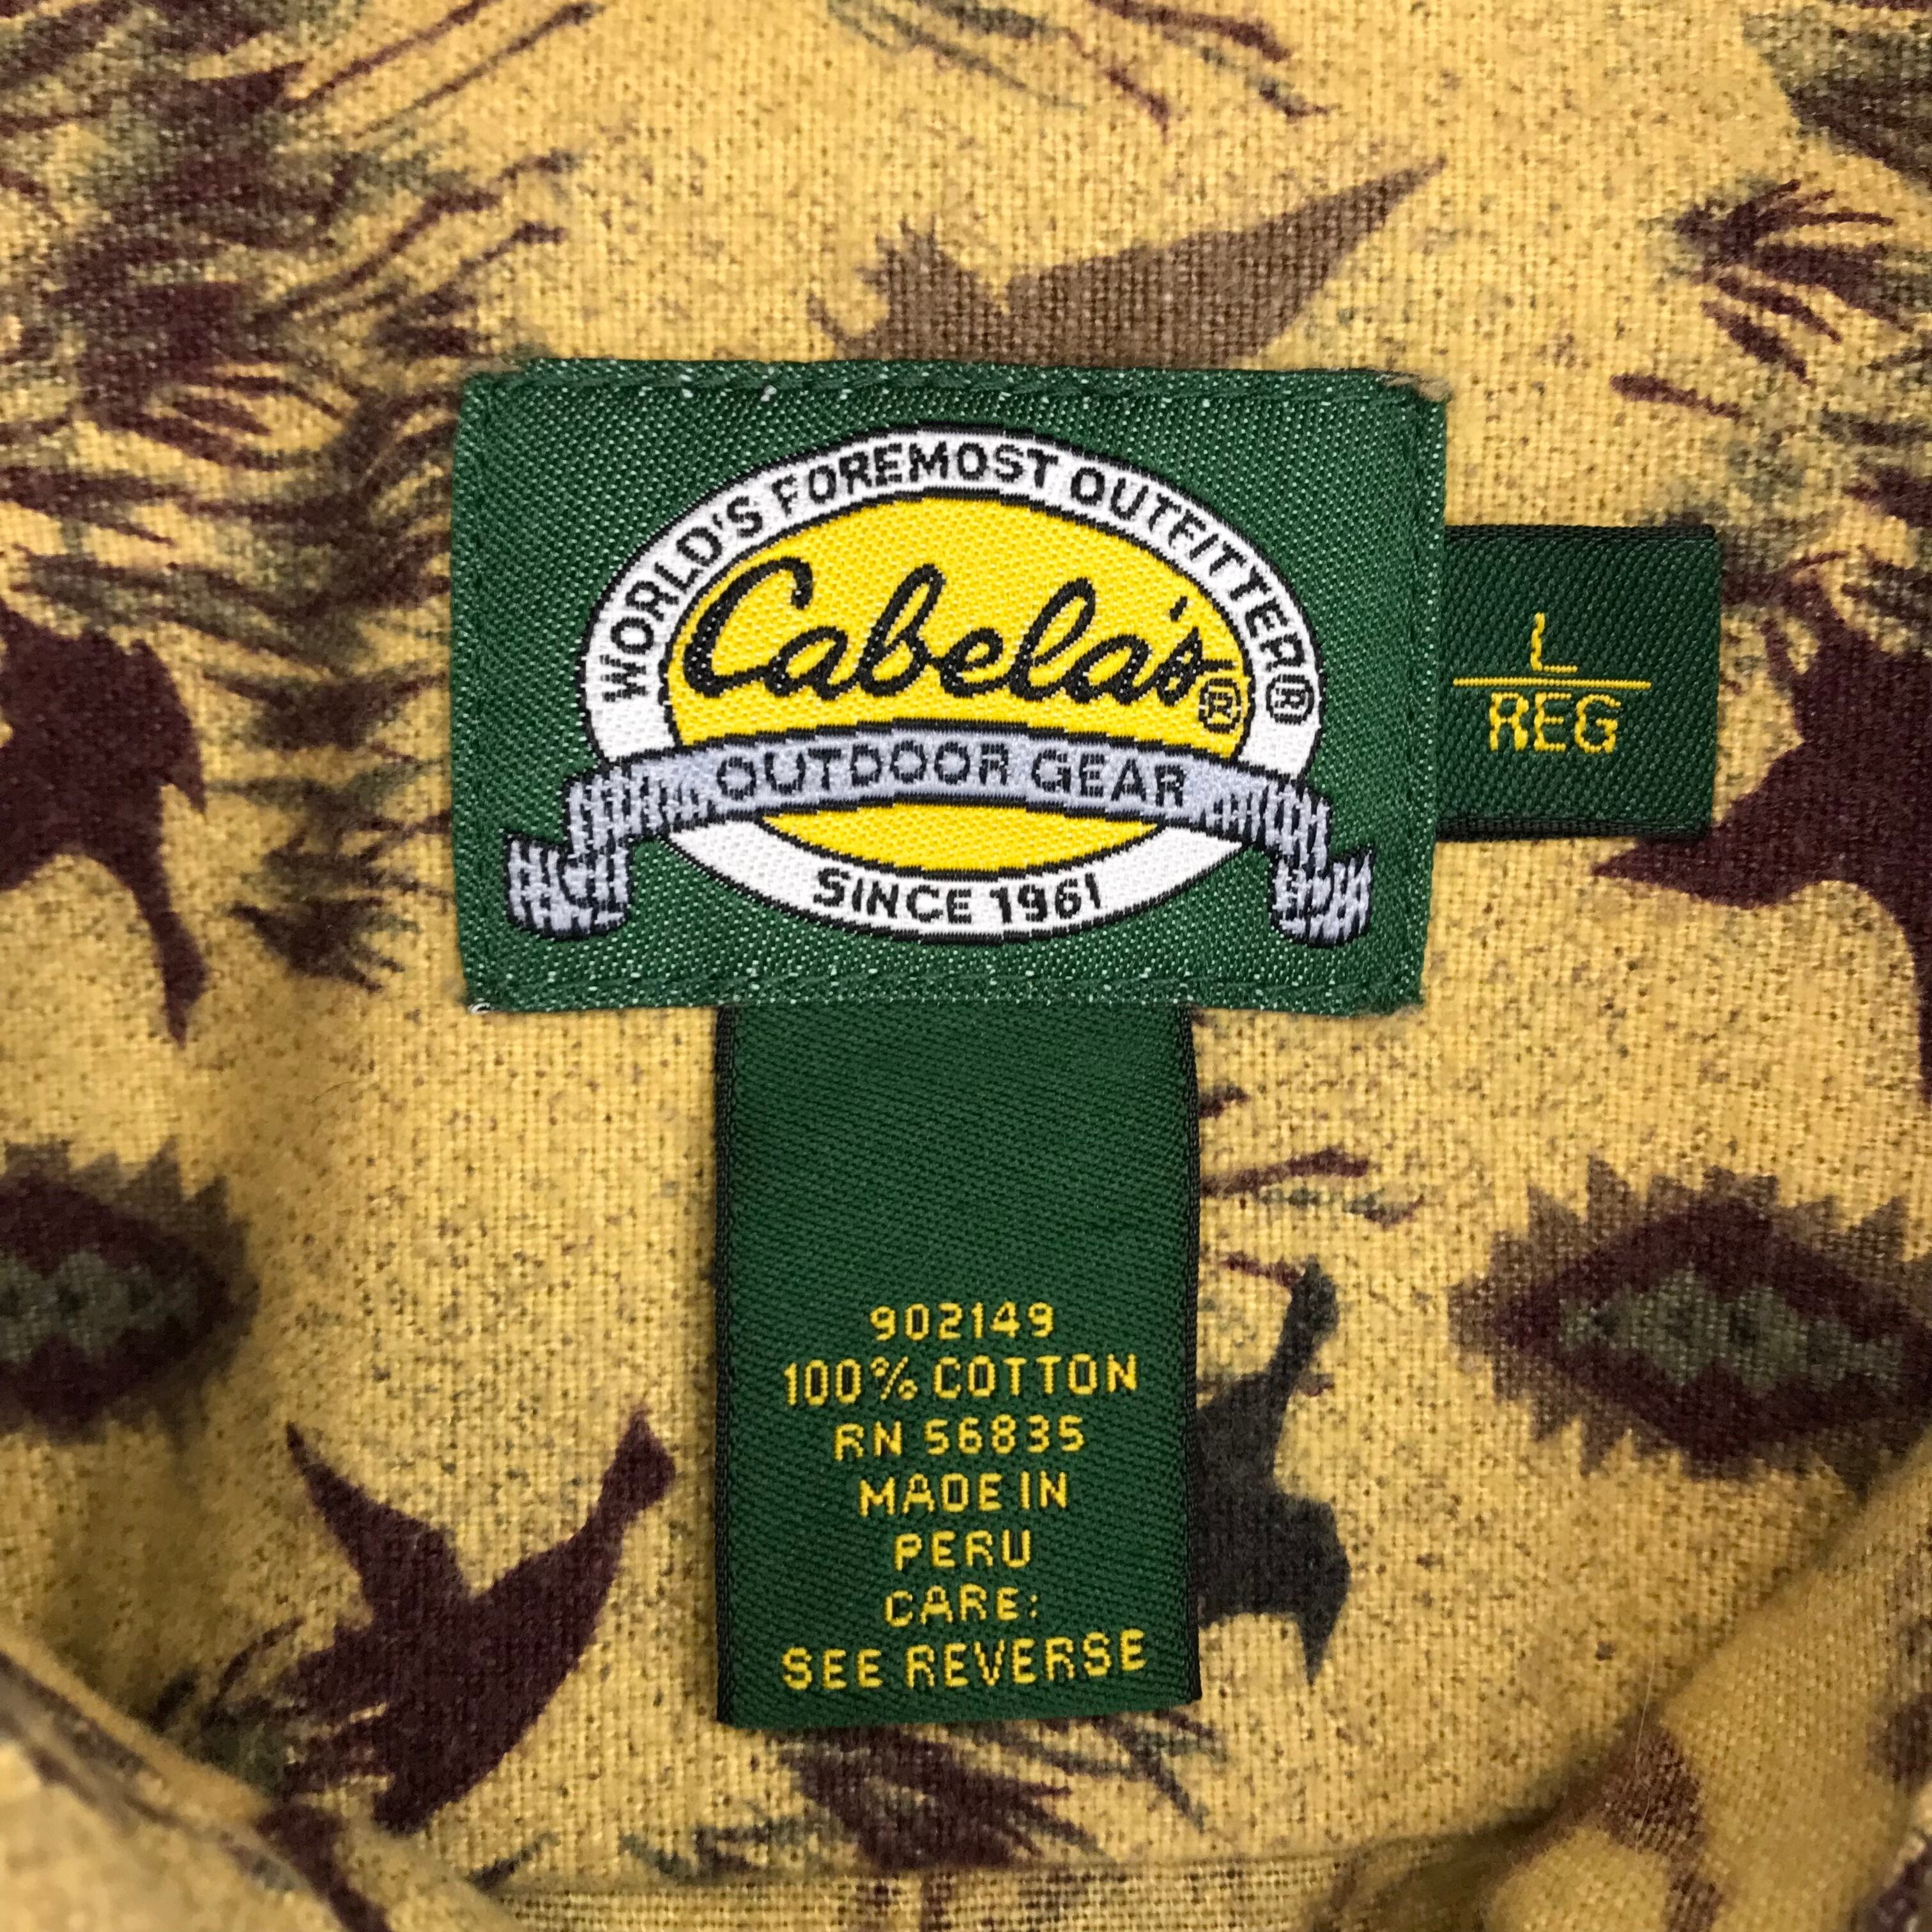 WORLD'S FOREMOST OUTFITTER®
Cabela's®
OUTDOOR GEAR
SINCE 1961
L
REG
902149
100% COTTON
RN 56835
MADE IN
PERU
CARE:
SEE REVERSE